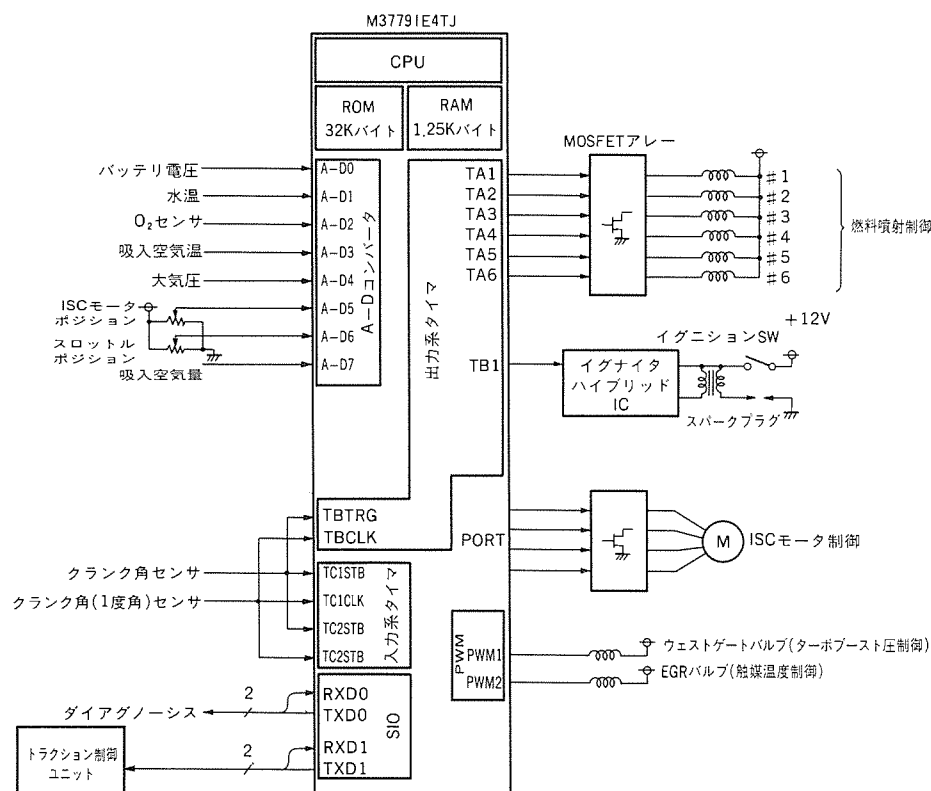 M37791E4TJ
CPU
ROM
32Kバイト
RAM
1.25Kバイト
バッテリ電圧
水温
O₂センサ
吸入空気温
大気圧
ISCモータ
ポジション
スロットル
ポジション
吸入空気量
A-D0
A-D1
A-D2
A-D3
A-D4
A-D5
A-D6
A-D7
A-Dコンバータ
出力系タイマ
TA1
TA2
TA3
TA4
TA5
TA6
TB1
MOSFETアレー
#1
#2
#3
#4
#5
#6
燃料噴射制御
+12V
イグニションSW
イグナイタ
ハイブリッド
IC
スパークプラグ
TBTRG
TBCLK
PORT
M
ISCモータ制御
クランク角センサ
クランク角(1度角)センサ
TC1STB
TC1CLK
TC2STB
TC2STB
入力系タイマ
PWM
PWM1
PWM2
ウェストゲートバルブ(ターボブースト圧制御)
EGRバルブ(触媒温度制御)
ダイアグノーシス
2
RXD0
TXD0
RXD1
TXD1
SIO
2
トラクション制御
ユニット